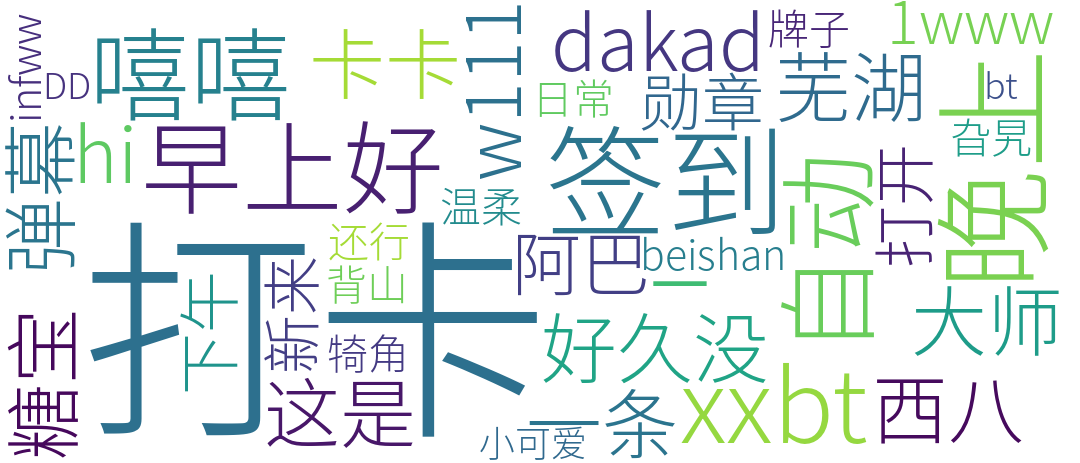 infww
DD
嘻嘻
卡卡
w111
dakad
牌子
1www
日常
勋章
芜湖
bt
晚上
旮旯
弹幕
hi
早上好
签到
自动
打开
温柔
打卡
还行
阿巴
beishan
一
背山
下午
新来
犄角
好久没
大师
糖宝
这是
一条
xxbt
西八
小可爱